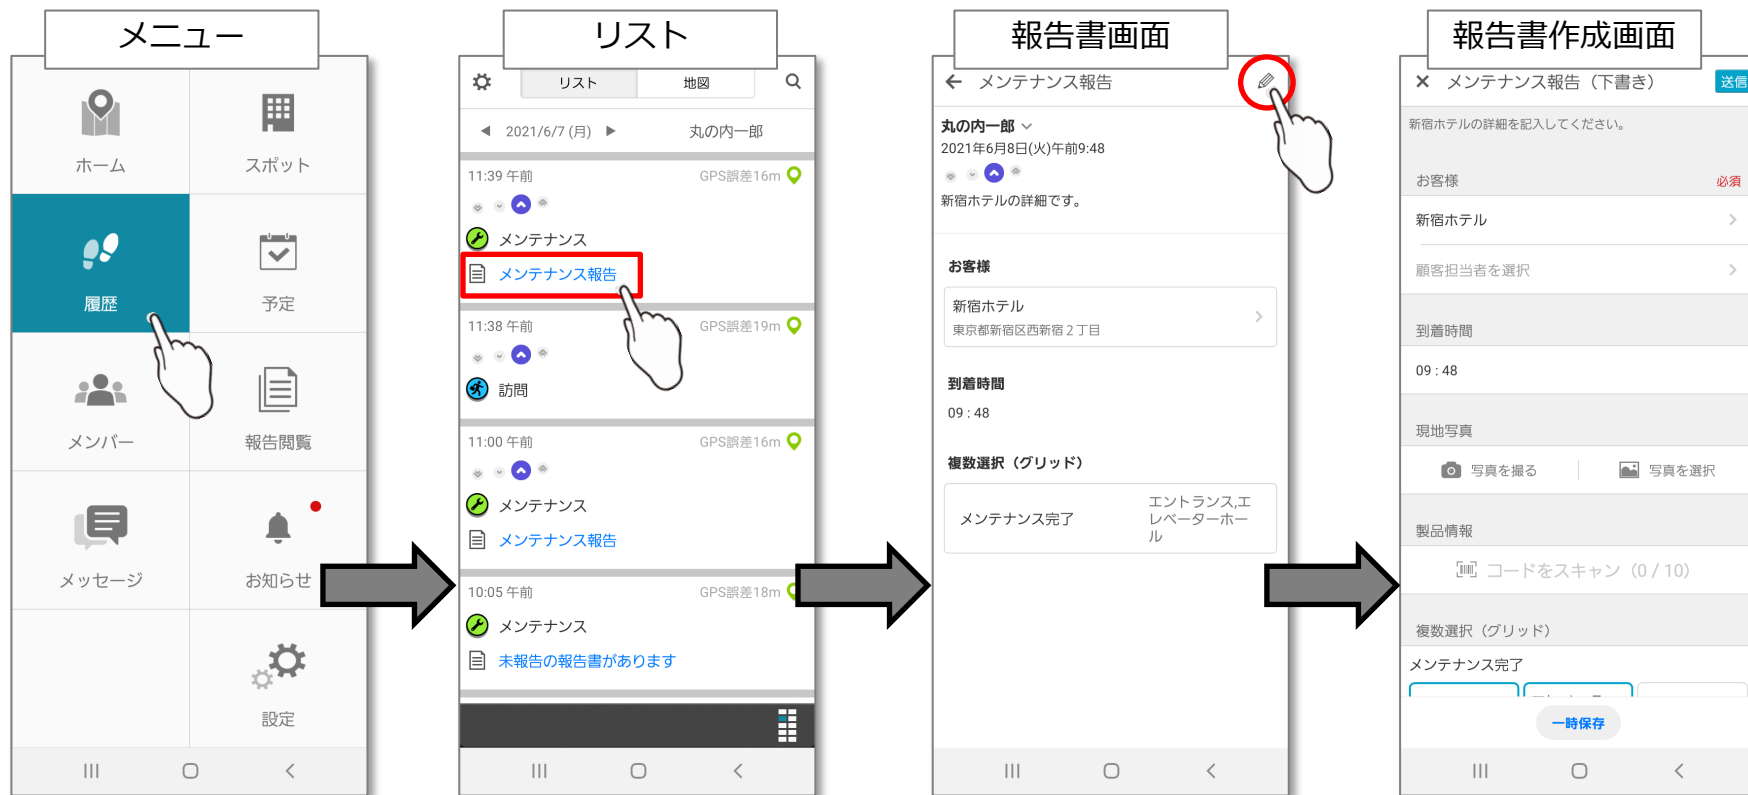 メニュー
ホーム
スポット
履歴
予定
メンバー
報告閲覧
メッセージ
お知らせ
設定
リスト
リスト
地図
2021/6/7 (月)
丸の内一郎
11:39 午前
GPS誤差16m
メンテナンス
メンテナンス報告
11:38 午前
GPS誤差19m
訪問
11:00 午前
GPS誤差16m
メンテナンス
メンテナンス報告
10:05 午前
GPS誤差18m
メンテナンス
未報告の報告書があります
報告書画面
メンテナンス報告
丸の内一郎
2021年6月8日(火)午前9:48
新宿ホテルの詳細です。
お客様
新宿ホテル
東京都新宿区西新宿２丁目
到着時間
09 : 48
複数選択（グリッド）
メンテナンス完了
エントランス,エ
レベーターホー
ル
報告書作成画面
メンテナンス報告（下書き）
送信
新宿ホテルの詳細を記入してください。
お客様
必須
新宿ホテル
顧客担当者を選択
到着時間
09 : 48
現地写真
写真を撮る
写真を選択
製品情報
コードをスキャン（0 / 10）
複数選択（グリッド）
メンテナンス完了
一時保存